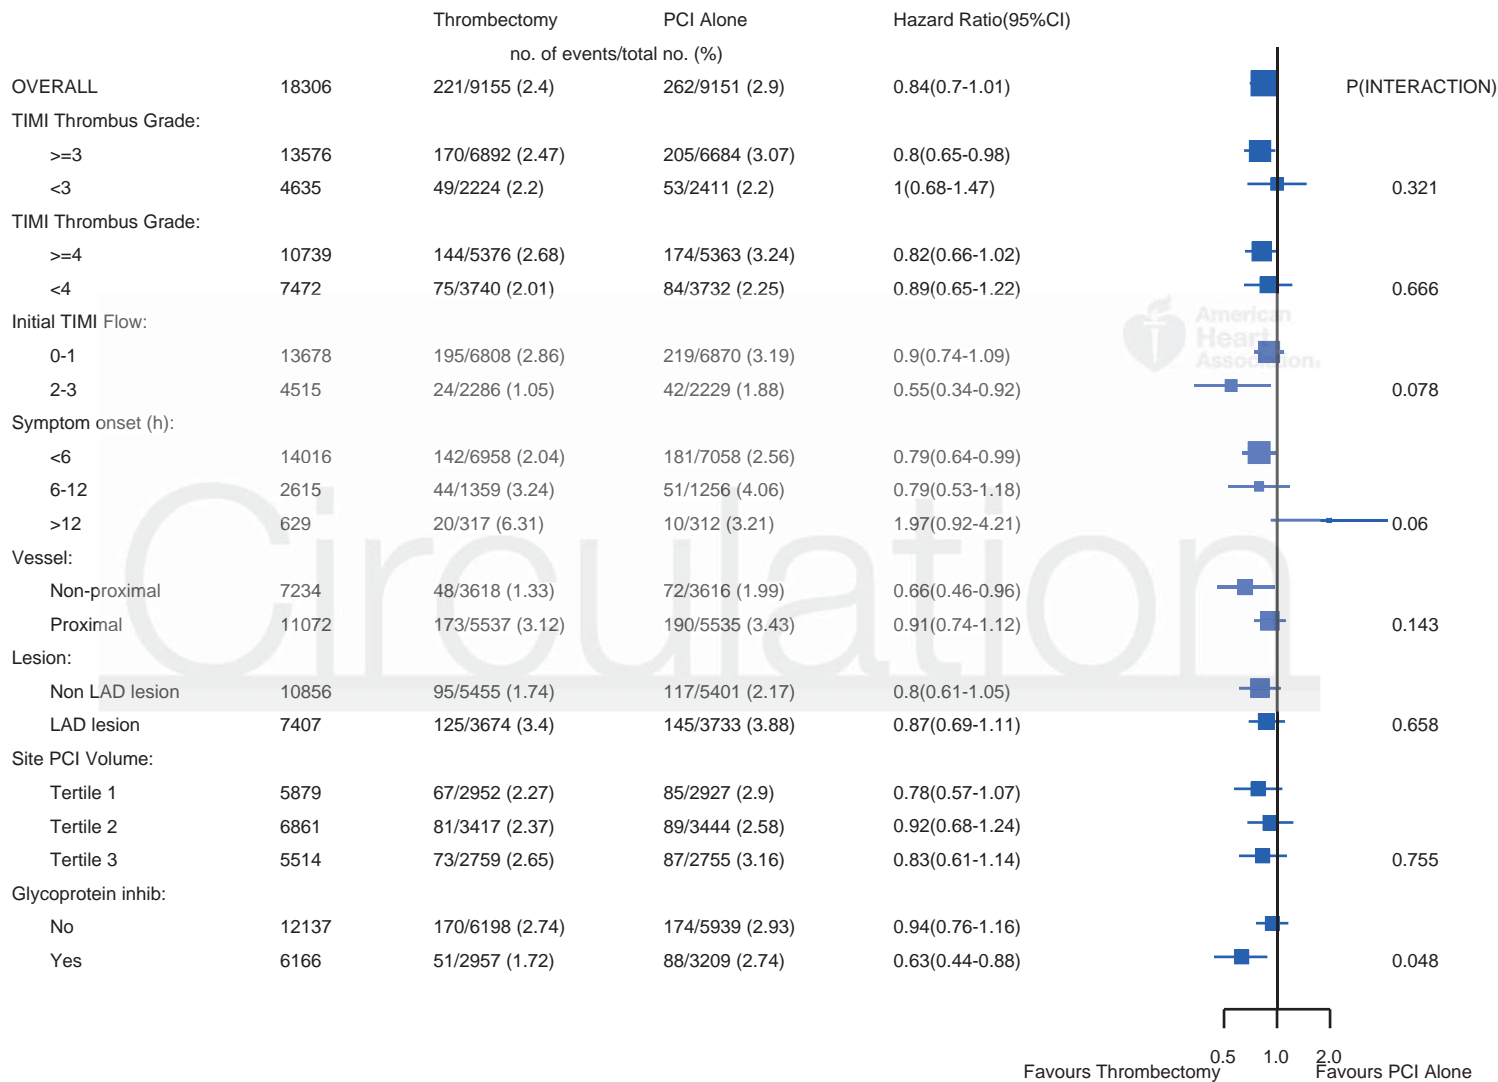 Thrombectomy PCI Alone Hazard Ratio(95%CI)
no. of events/total no. (%)
OVERALL 18306 221/9155 (2.4) 262/9151 (2.9) 0.84(0.7-1.01) P(INTERACTION)
TIMI Thrombus Grade:
>=3 13576 170/6892 (2.47) 205/6684 (3.07) 0.8(0.65-0.98)
<3 4635 49/2224 (2.2) 53/2411 (2.2) 1(0.68-1.47) 0.321
TIMI Thrombus Grade:
>=4 10739 144/5376 (2.68) 174/5363 (3.24) 0.82(0.66-1.02)
<4 7472 75/3740 (2.01) 84/3732 (2.25) 0.89(0.65-1.22) 0.666
Initial TIMI Flow:
American
Heart
Association®
0-1 13678 195/6808 (2.86) 219/6870 (3.19) 0.9(0.74-1.09)
2-3 4515 24/2286 (1.05) 42/2229 (1.88) 0.55(0.34-0.92) 0.078
Symptom onset (h):
<6 14016 142/6958 (2.04) 181/7058 (2.56) 0.79(0.64-0.99)
6-12 2615 44/1359 (3.24) 51/1256 (4.06) 0.79(0.53-1.18)
>12 629 20/317 (6.31) 10/312 (3.21) 1.97(0.92-4.21) 0.06
Circulation
Vessel:
Non-proximal 7234 48/3618 (1.33) 72/3616 (1.99) 0.66(0.46-0.96)
Proximal 11072 173/5537 (3.12) 190/5535 (3.43) 0.91(0.74-1.12) 0.143
Lesion:
Non LAD lesion 10856 95/5455 (1.74) 117/5401 (2.17) 0.8(0.61-1.05)
LAD lesion 7407 125/3674 (3.4) 145/3733 (3.88) 0.87(0.69-1.11) 0.658
Site PCI Volume:
Tertile 1 5879 67/2952 (2.27) 85/2927 (2.9) 0.78(0.57-1.07)
Tertile 2 6861 81/3417 (2.37) 89/3444 (2.58) 0.92(0.68-1.24)
Tertile 3 5514 73/2759 (2.65) 87/2755 (3.16) 0.83(0.61-1.14) 0.755
Glycoprotein inhib:
No 12137 170/6198 (2.74) 174/5939 (2.93) 0.94(0.76-1.16)
Yes 6166 51/2957 (1.72) 88/3209 (2.74) 0.63(0.44-0.88) 0.048
0.5 1.0 2.0
Favours Thrombectomy Favours PCI Alone